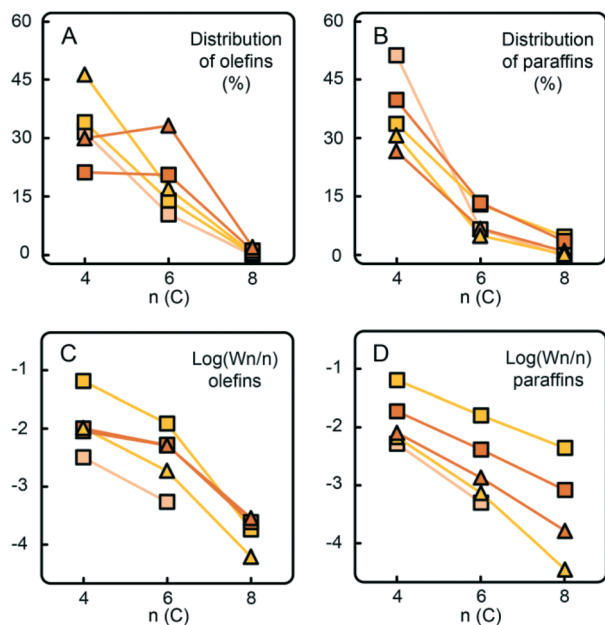 A
Distribution
of olefins
(%)
60
45
30
15
0
4 6 8
n (C)
B
Distribution
of paraffins
(%)
60
45
30
15
0
4 6 8
n (C)
C
Log(Wn/n)
olefins
-1
-2
-3
-4
4 6 8
n (C)
D
Log(Wn/n)
paraffins
-1
-2
-3
-4
4 6 8
n (C)